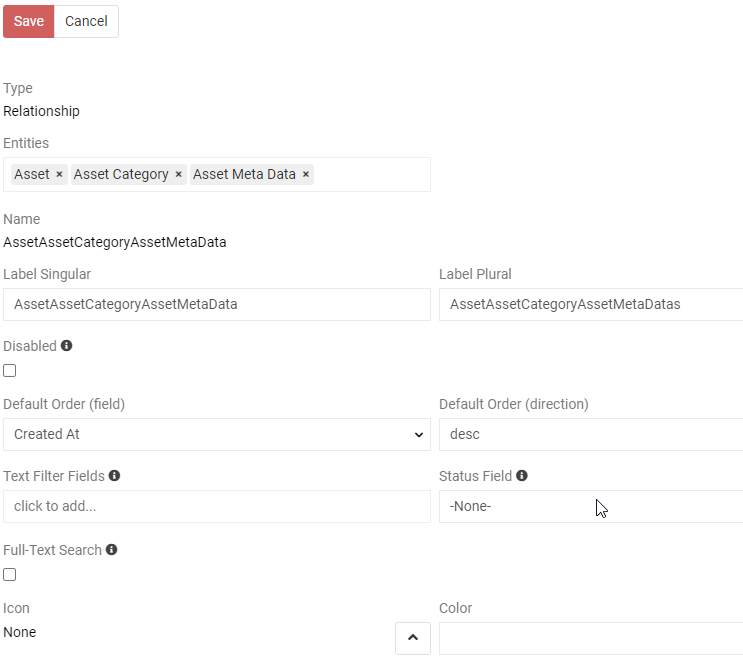 Save Cancel
Type
Relationship
Entities
Asset × Asset Category × Asset Meta Data ×
Name
AssetAssetCategoryAssetMetaData
Label Singular Label Plural
AssetAssetCategoryAssetMetaData AssetAssetCategoryAssetMetaDatas
Disabled
Default Order (field) Default Order (direction)
Created At desc
Text Filter Fields Status Field
click to add... -None-
Full-Text Search
Icon Color
None